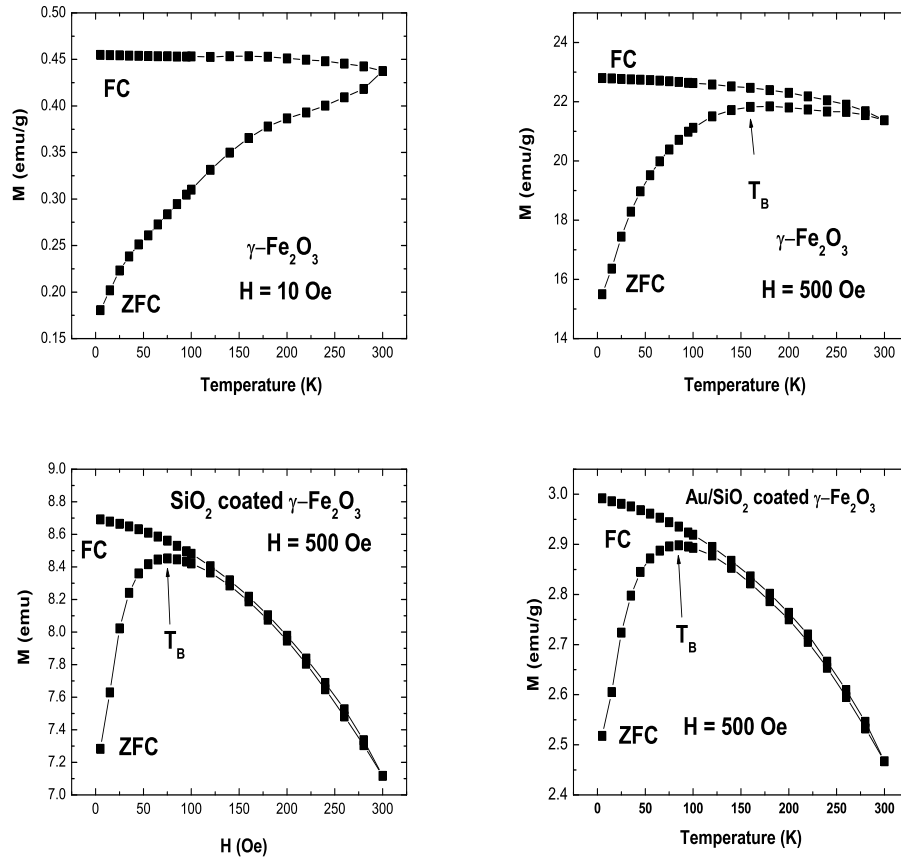 0.50
0.45
0.40
0.35
0.30
0.25
0.20
0.15
M (emu/g)
FC
ZFC
γ−Fe₂O₃
H = 10 Oe
0 50 100 150 200 250 300
Temperature (K)
24
22
20
18
16
14
M (emu/g)
FC
T_B
ZFC
γ−Fe₂O₃
H = 500 Oe
0 50 100 150 200 250 300
Temperature (K)
9.0
8.8
8.6
8.4
8.2
8.0
7.8
7.6
7.4
7.2
7.0
M (emu)
SiO₂ coated γ−Fe₂O₃
H = 500 Oe
FC
T_B
ZFC
0 50 100 150 200 250 300
H (Oe)
3.0
2.9
2.8
2.7
2.6
2.5
2.4
M (emu/g)
Au/SiO₂ coated γ−Fe₂O₃
FC
T_B
ZFC
H = 500 Oe
0 50 100 150 200 250 300
Temperature (K)